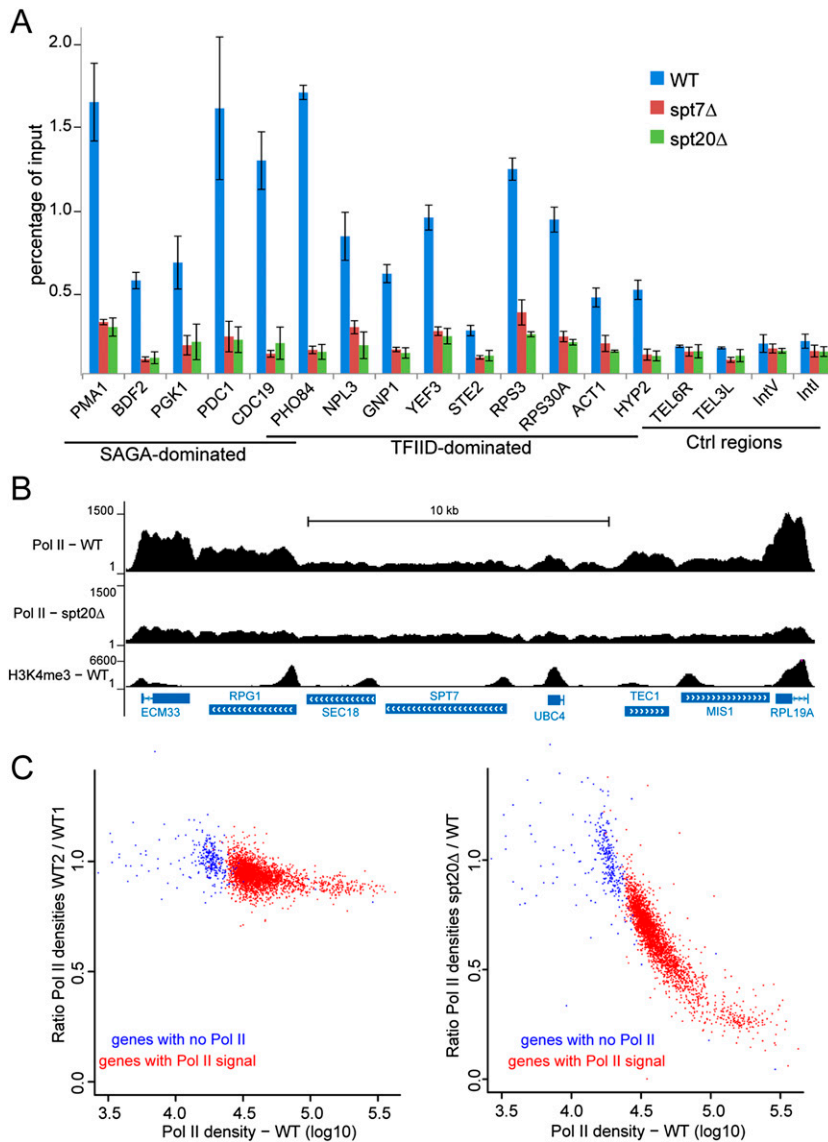 A
percentage of input
2.0
1.5
1.0
0.5
WT
spt7Δ
spt20Δ
PMA1
BDF2
PGK1
PDC1
CDC19
PHO84
NPL3
GNP1
YEF3
STE2
RPS3
RPS30A
ACT1
HYP2
TEL6R
TEL3L
IntV
IntI
SAGA-dominated
TFIID-dominated
Ctrl regions
B
10 kb
1500
Pol II – WT
1
1500
Pol II – spt20Δ
1
6600
H3K4me3 – WT
1
ECM33
RPG1
SEC18
SPT7
UBC4
TEC1
MIS1
RPL19A
C
Ratio Pol II densities WT2 / WT1
1.0
0.5
0.0
genes with no Pol II
genes with Pol II signal
3.5 4.0 4.5 5.0 5.5
Pol II density – WT (log10)
Ratio Pol II densities spt20Δ / WT
1.0
0.5
0.0
genes with no Pol II
genes with Pol II signal
3.5 4.0 4.5 5.0 5.5
Pol II density – WT (log10)